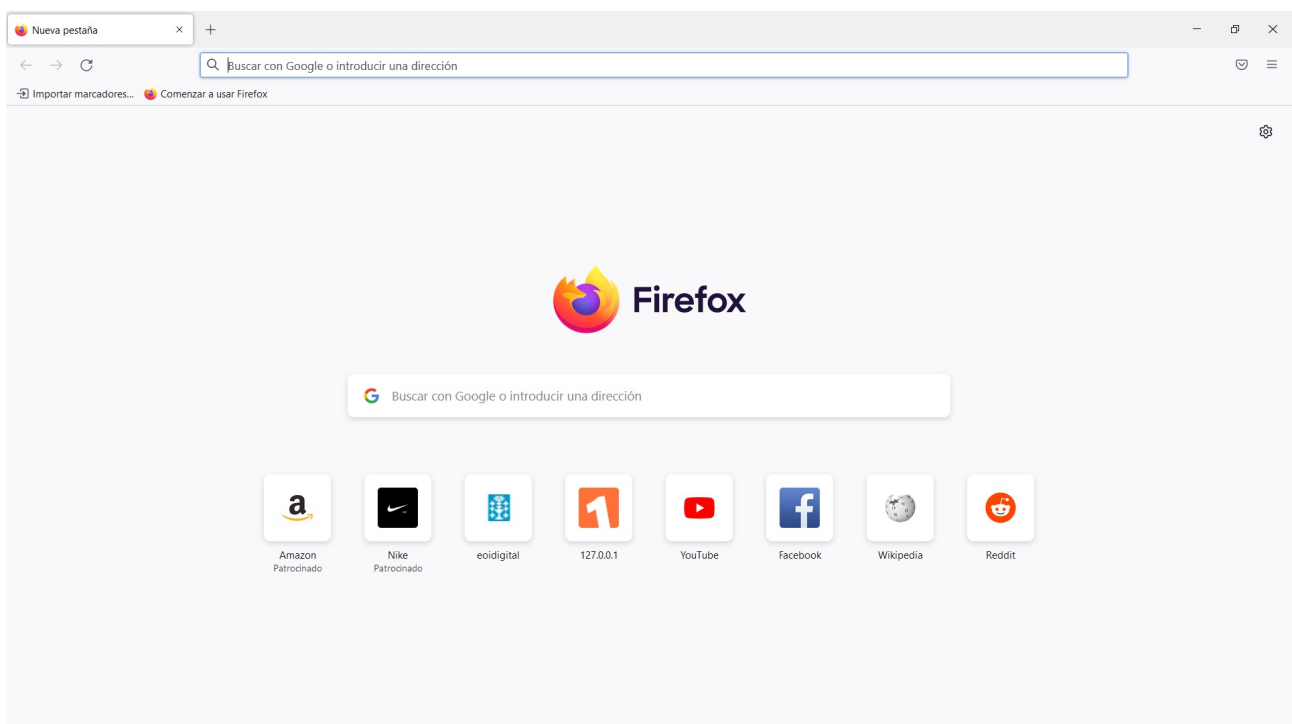 Nueva pestaña
Buscar con Google o introducir una dirección
Importar marcadores... Comenzar a usar Firefox
Firefox
Buscar con Google o introducir una dirección
Amazon Nike eoidigital 127.0.0.1 YouTube Facebook Wikipedia Reddit
Patrocinado Patrocinado